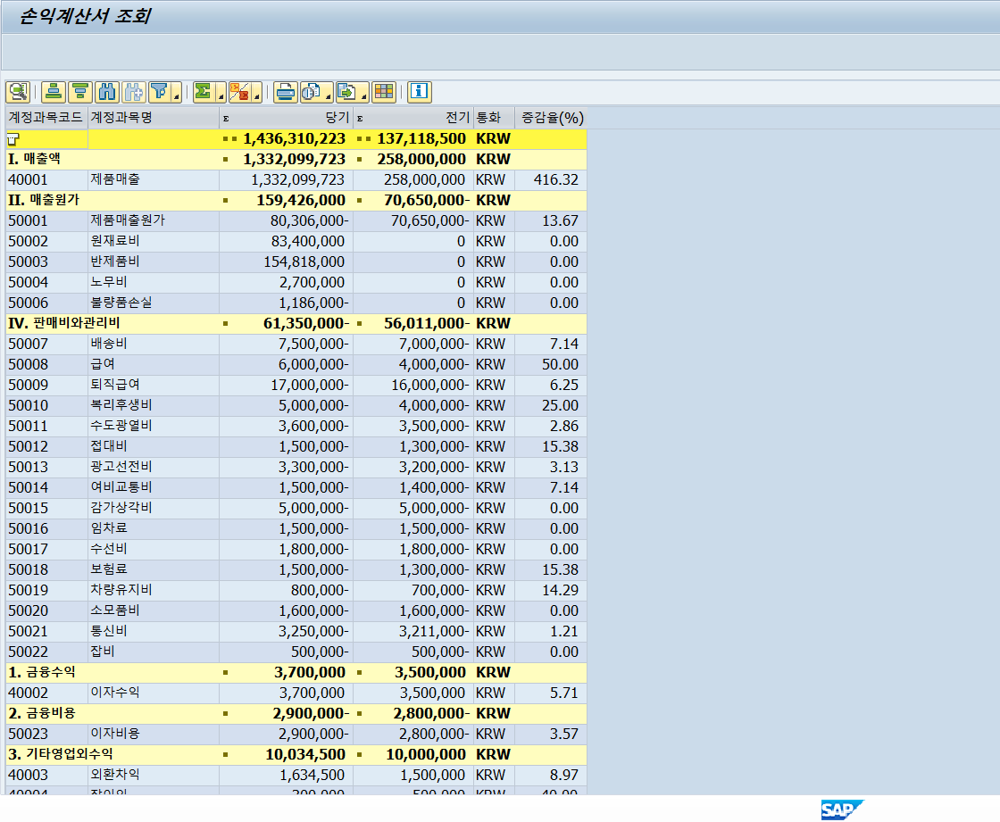 손익계산서 조회
계정과목코드 계정과목명 Σ 당기 Σ 전기 통화 증감율(%)
1,436,310,223 137,118,500 KRW
I. 매출액 1,332,099,723 258,000,000 KRW
40001 제품매출 1,332,099,723 258,000,000 KRW 416.32
II. 매출원가 159,426,000 70,650,000- KRW
50001 제품매출원가 80,306,000- 70,650,000- KRW 13.67
50002 원재료비 83,400,000 0 KRW 0.00
50003 반제품비 154,818,000 0 KRW 0.00
50004 노무비 2,700,000 0 KRW 0.00
50006 불량품손실 1,186,000- 0 KRW 0.00
IV. 판매비와관리비 61,350,000- 56,011,000- KRW
50007 배송비 7,500,000- 7,000,000- KRW 7.14
50008 급여 6,000,000- 4,000,000- KRW 50.00
50009 퇴직급여 17,000,000- 16,000,000- KRW 6.25
50010 복리후생비 5,000,000- 4,000,000- KRW 25.00
50011 수도광열비 3,600,000- 3,500,000- KRW 2.86
50012 접대비 1,500,000- 1,300,000- KRW 15.38
50013 광고선전비 3,300,000- 3,200,000- KRW 3.13
50014 여비교통비 1,500,000- 1,400,000- KRW 7.14
50015 감가상각비 5,000,000- 5,000,000- KRW 0.00
50016 임차료 1,500,000- 1,500,000- KRW 0.00
50017 수선비 1,800,000- 1,800,000- KRW 0.00
50018 보험료 1,500,000- 1,300,000- KRW 15.38
50019 차량유지비 800,000- 700,000- KRW 14.29
50020 소모품비 1,600,000- 1,600,000- KRW 0.00
50021 통신비 3,250,000- 3,211,000- KRW 1.21
50022 잡비 500,000- 500,000- KRW 0.00
1. 금융수익 3,700,000 3,500,000 KRW
40002 이자수익 3,700,000 3,500,000 KRW 5.71
2. 금융비용 2,900,000- 2,800,000- KRW
50023 이자비용 2,900,000- 2,800,000- KRW 3.57
3. 기타영업외수익 10,034,500 10,000,000 KRW
40003 외환차익 1,634,500 1,500,000 KRW 8.97
SAP